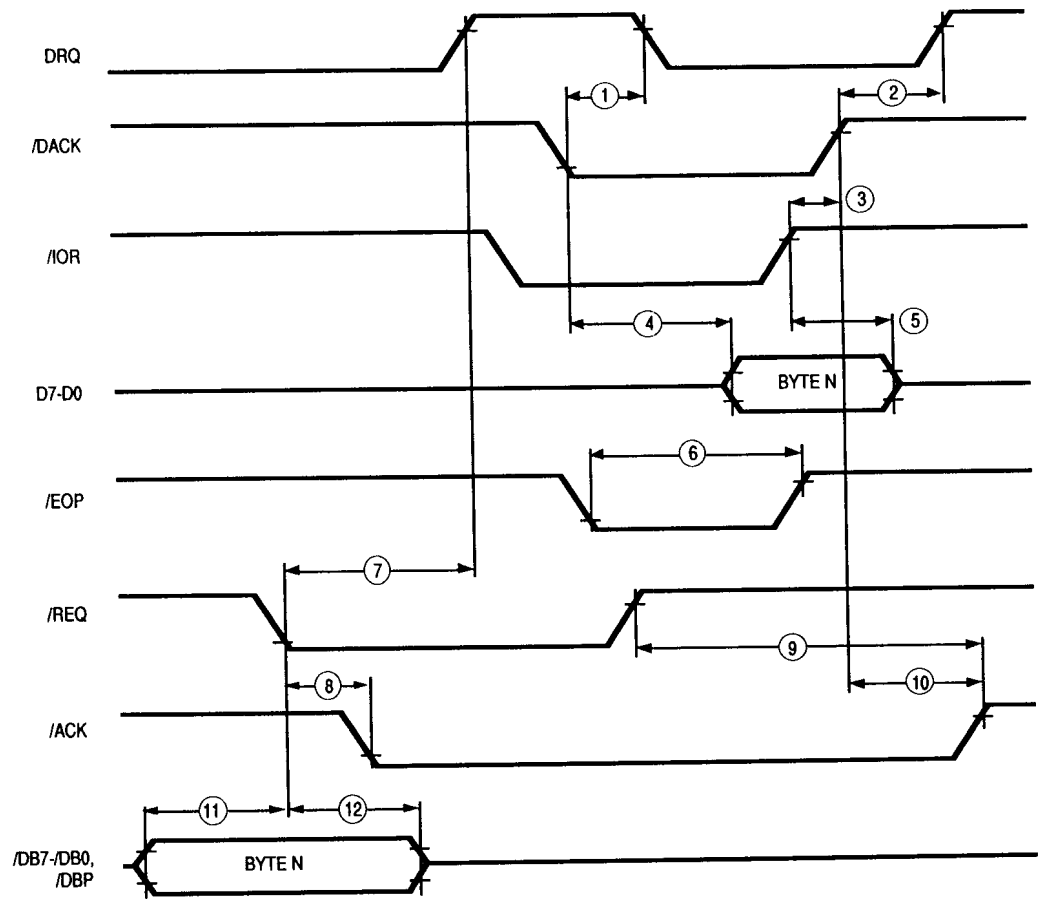 DRQ
① ②
/DACK
③
/IOR
④ ⑤
D7-D0 BYTE N
⑥
/EOP
⑦
/REQ
⑨
⑧ ⑩
/ACK
⑪ ⑫
/DB7-/DB0,
/DBP
BYTE N